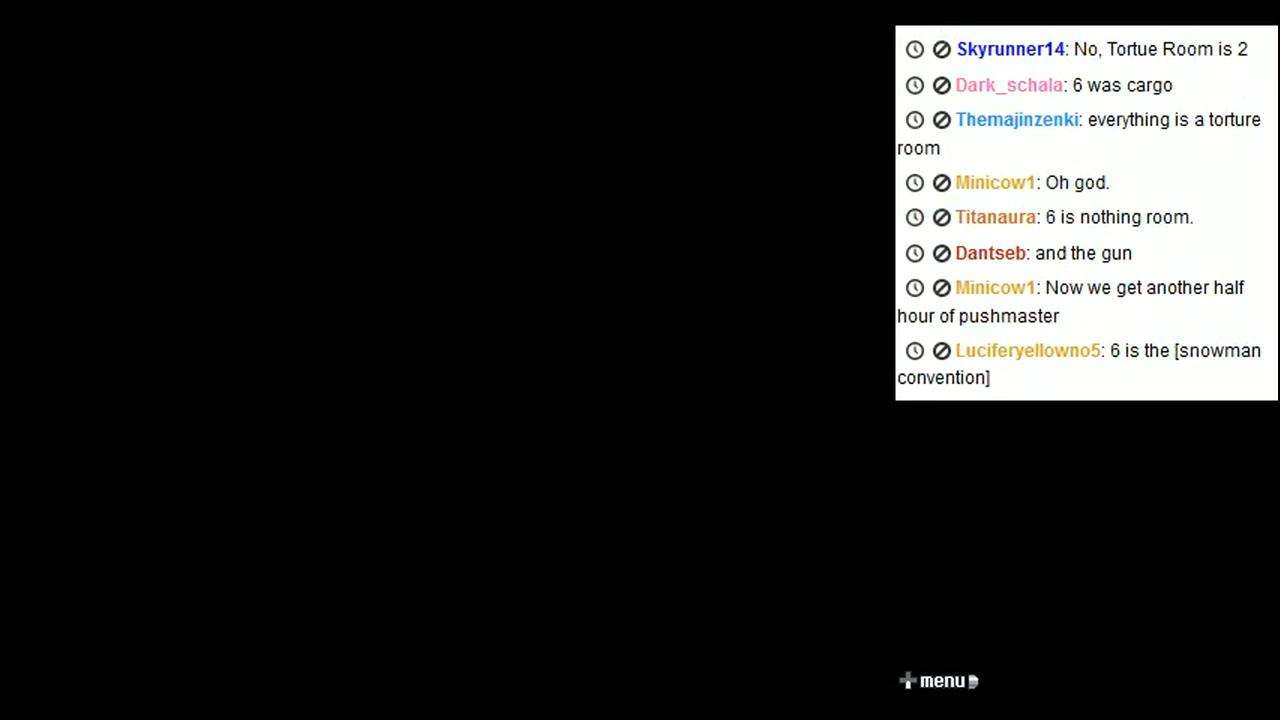 Skyrunner14: No, Tortue Room is 2
Dark_schala: 6 was cargo
Themajinzenki: everything is a torture
room
Minicow1: Oh god.
Titanaura: 6 is nothing room.
Dantseb: and the gun
Minicow1: Now we get another half
hour of pushmaster
Luciferyellowno5: 6 is the [snowman
convention]
menu